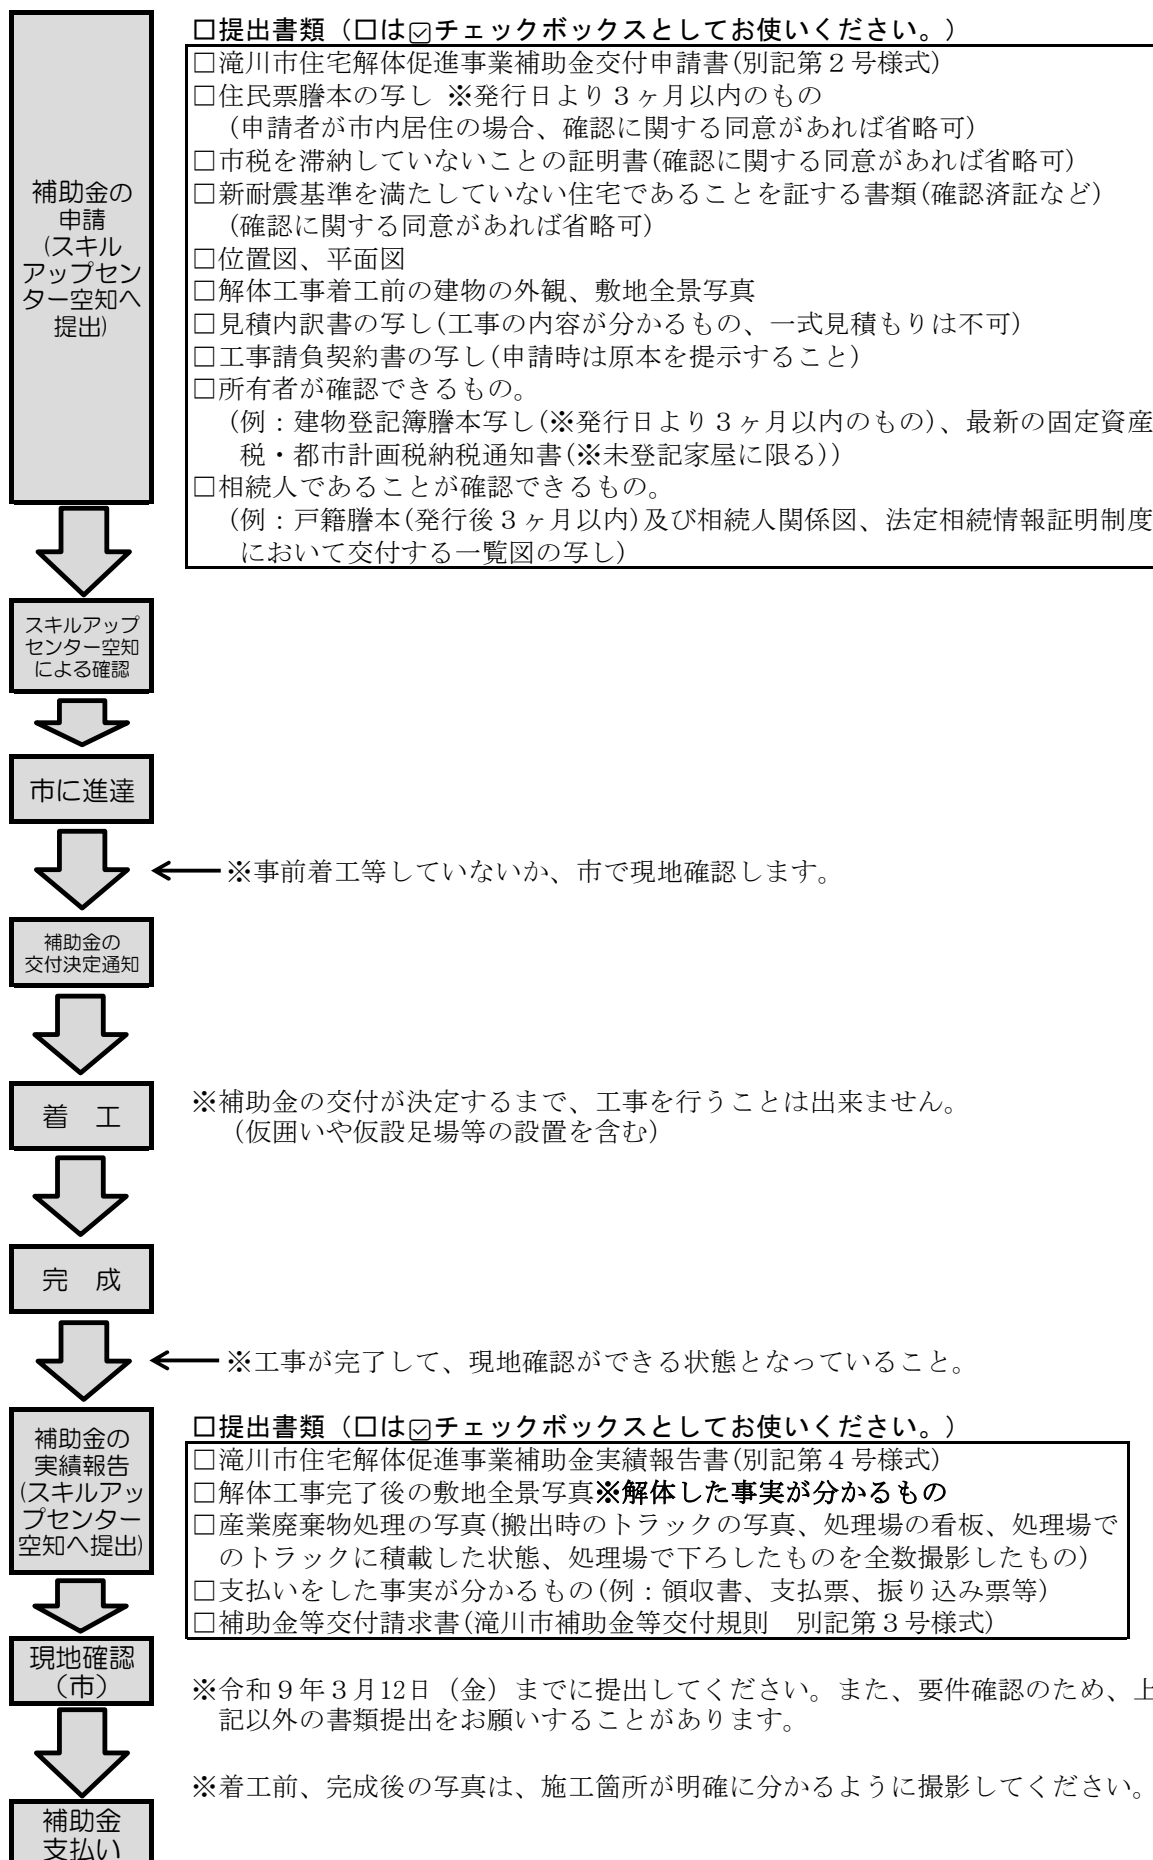 補助金の
申請
(スキル
アップセン
ター空知へ
提出)
□提出書類（□は☑チェックボックスとしてお使いください。）
□滝川市住宅解体促進事業補助金交付申請書(別記第２号様式)
□住民票謄本の写し ※発行日より３ヶ月以内のもの
(申請者が市内居住の場合、確認に関する同意があれば省略可)
□市税を滞納していないことの証明書(確認に関する同意があれば省略可)
□新耐震基準を満たしていない住宅であることを証する書類(確認済証など)
(確認に関する同意があれば省略可)
□位置図、平面図
□解体工事着工前の建物の外観、敷地全景写真
□見積内訳書の写し(工事の内容が分かるもの、一式見積もりは不可)
□工事請負契約書の写し(申請時は原本を提示すること)
□所有者が確認できるもの。
(例：建物登記簿謄本写し(※発行日より３ヶ月以内のもの)、最新の固定資産
税・都市計画税納税通知書(※未登記家屋に限る))
□相続人であることが確認できるもの。
(例：戸籍謄本(発行後３ヶ月以内)及び相続人関係図、法定相続情報証明制度
において交付する一覧図の写し)
スキルアップ
センター空知
による確認
市に進達
※事前着工等していないか、市で現地確認します。
補助金の
交付決定通知
着　工
※補助金の交付が決定するまで、工事を行うことは出来ません。
(仮囲いや仮設足場等の設置を含む)
完　成
※工事が完了して、現地確認ができる状態となっていること。
補助金の
実績報告
(スキルアッ
プセンター
空知へ提出)
□提出書類（□は☑チェックボックスとしてお使いください。）
□滝川市住宅解体促進事業補助金実績報告書(別記第４号様式)
□解体工事完了後の敷地全景写真※解体した事実が分かるもの
□産業廃棄物処理の写真(搬出時のトラックの写真、処理場の看板、処理場で
のトラックに積載した状態、処理場で下ろしたものを全数撮影したもの)
□支払いをした事実が分かるもの(例：領収書、支払票、振り込み票等)
□補助金等交付請求書(滝川市補助金等交付規則　別記第３号様式)
現地確認
（市）
※令和９年３月12日（金）までに提出してください。また、要件確認のため、上
記以外の書類提出をお願いすることがあります。
※着工前、完成後の写真は、施工箇所が明確に分かるように撮影してください。
補助金
支払い